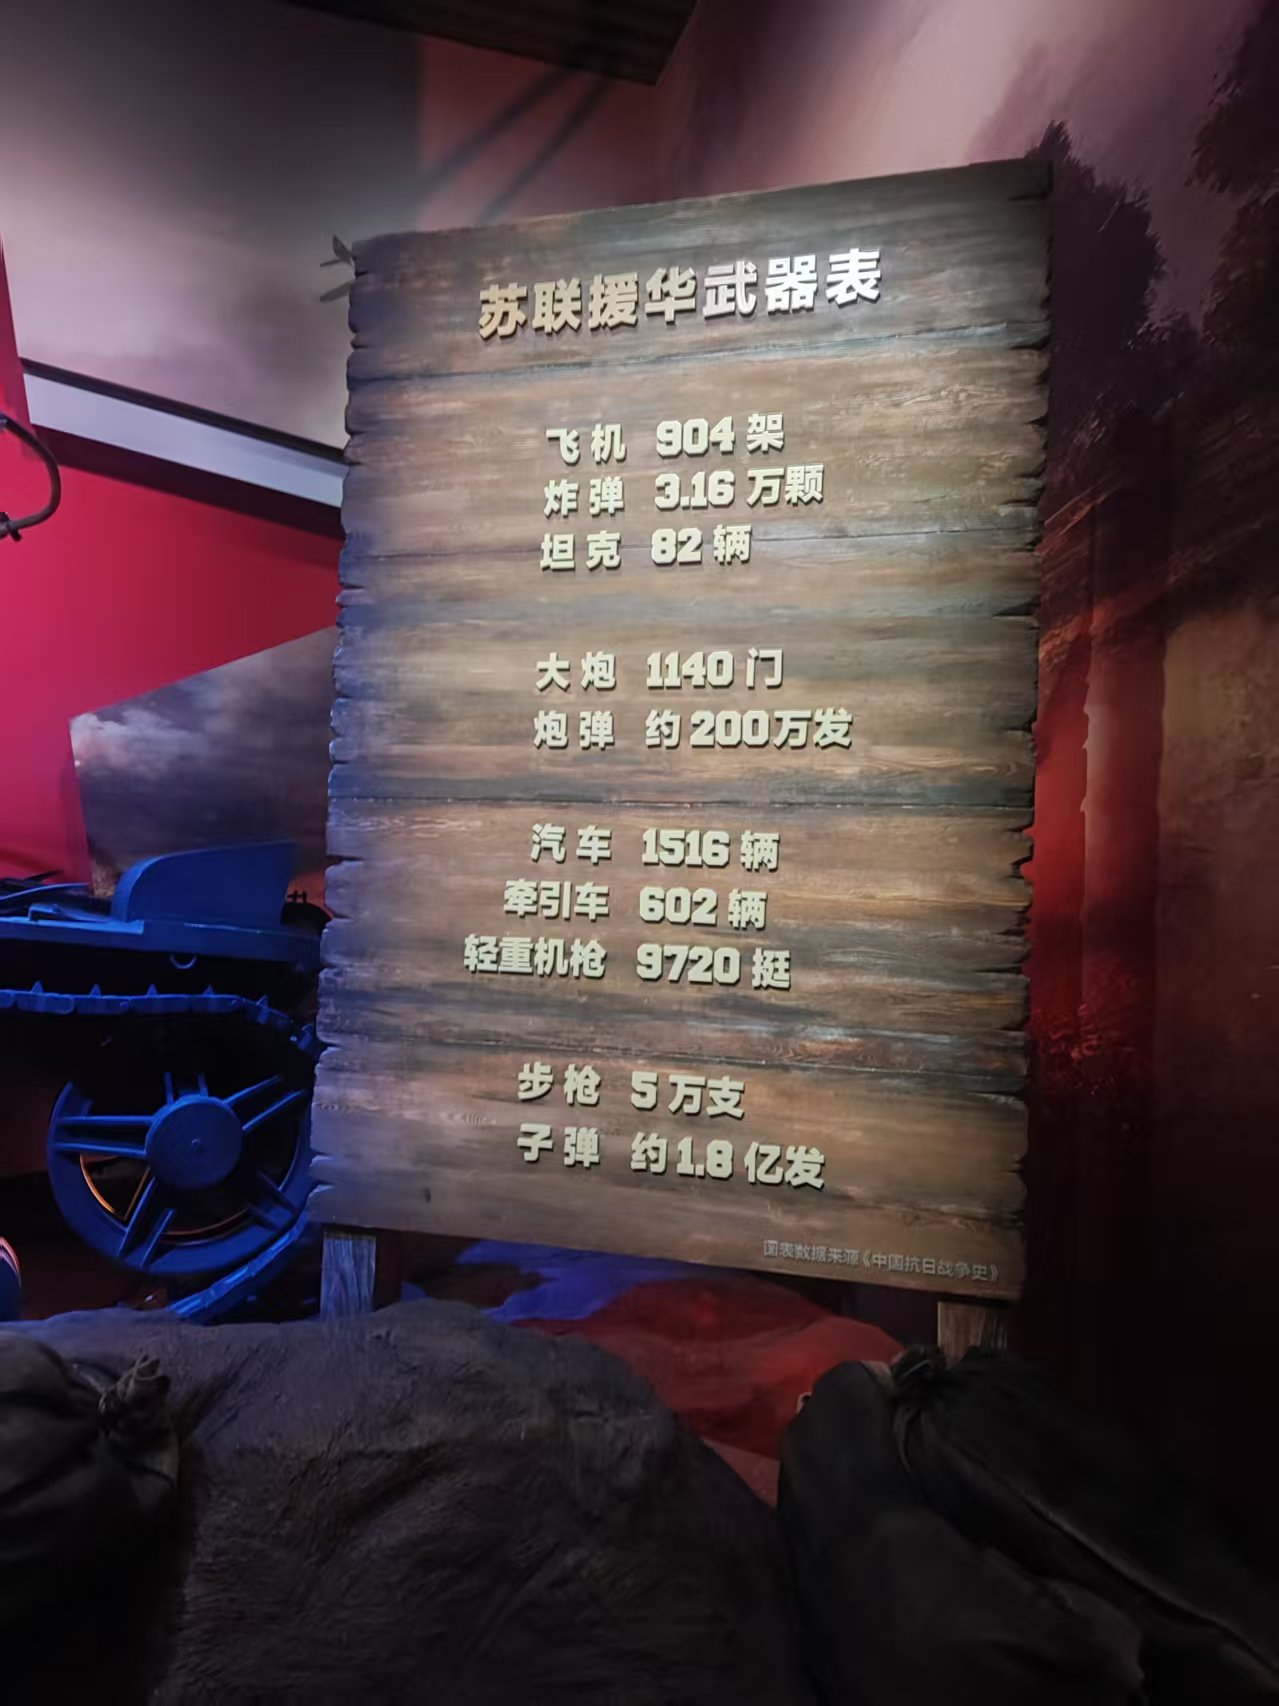 苏联援华武器表
飞机 904 架
炸弹 3.16 万颗
坦克 82 辆
大炮 1140 门
炮弹 约200万发
汽车 1516 辆
牵引车 602 辆
轻重机枪 9720 挺
步枪 5 万支
子弹 约1.8 亿发
图表数据来源《中国抗日战争史》